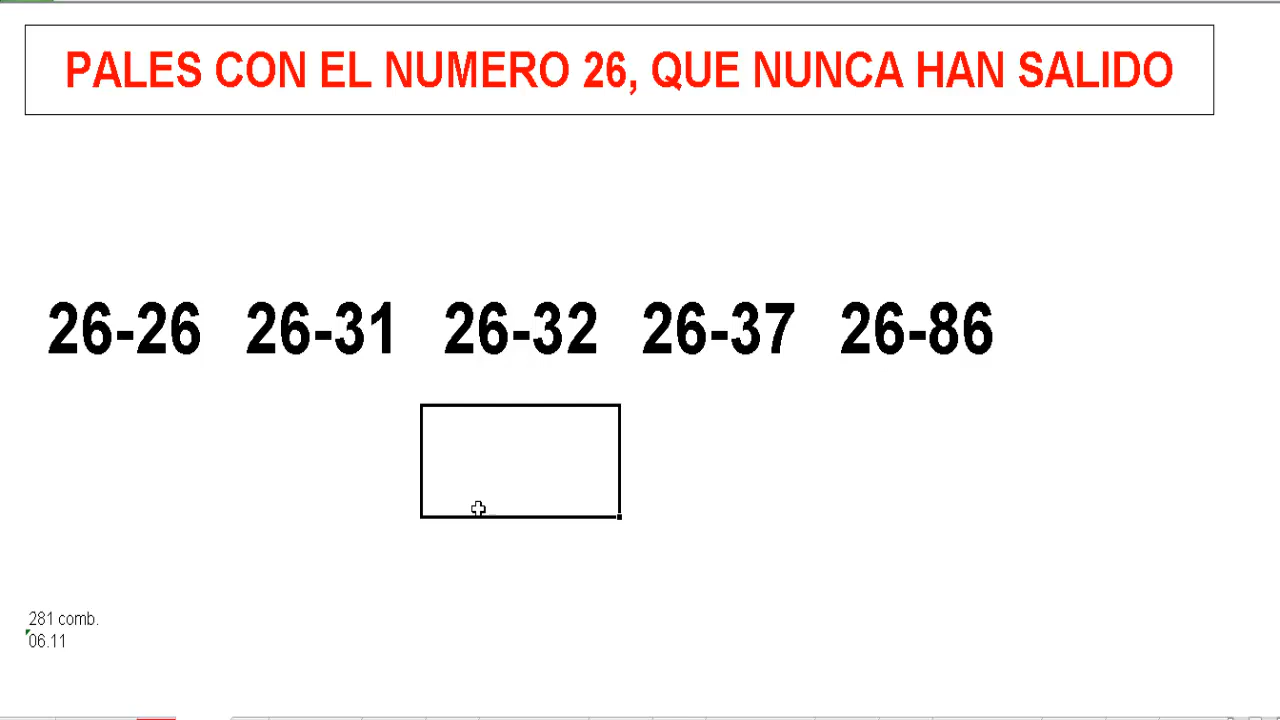 PALES CON EL NUMERO 26, QUE NUNCA HAN SALIDO
26-26 26-31 26-32 26-37 26-86
281 comb.
06.11